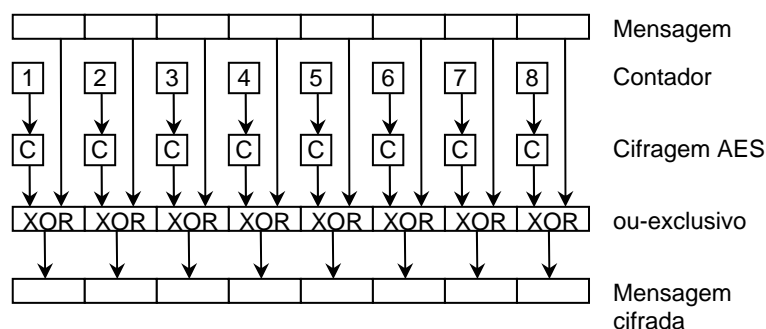 Mensagem
1 2 3 4 5 6 7 8 Contador
C C C C C C C C Cifragem AES
XOR XOR XOR XOR XOR XOR XOR XOR ou-exclusivo
Mensagem
cifrada